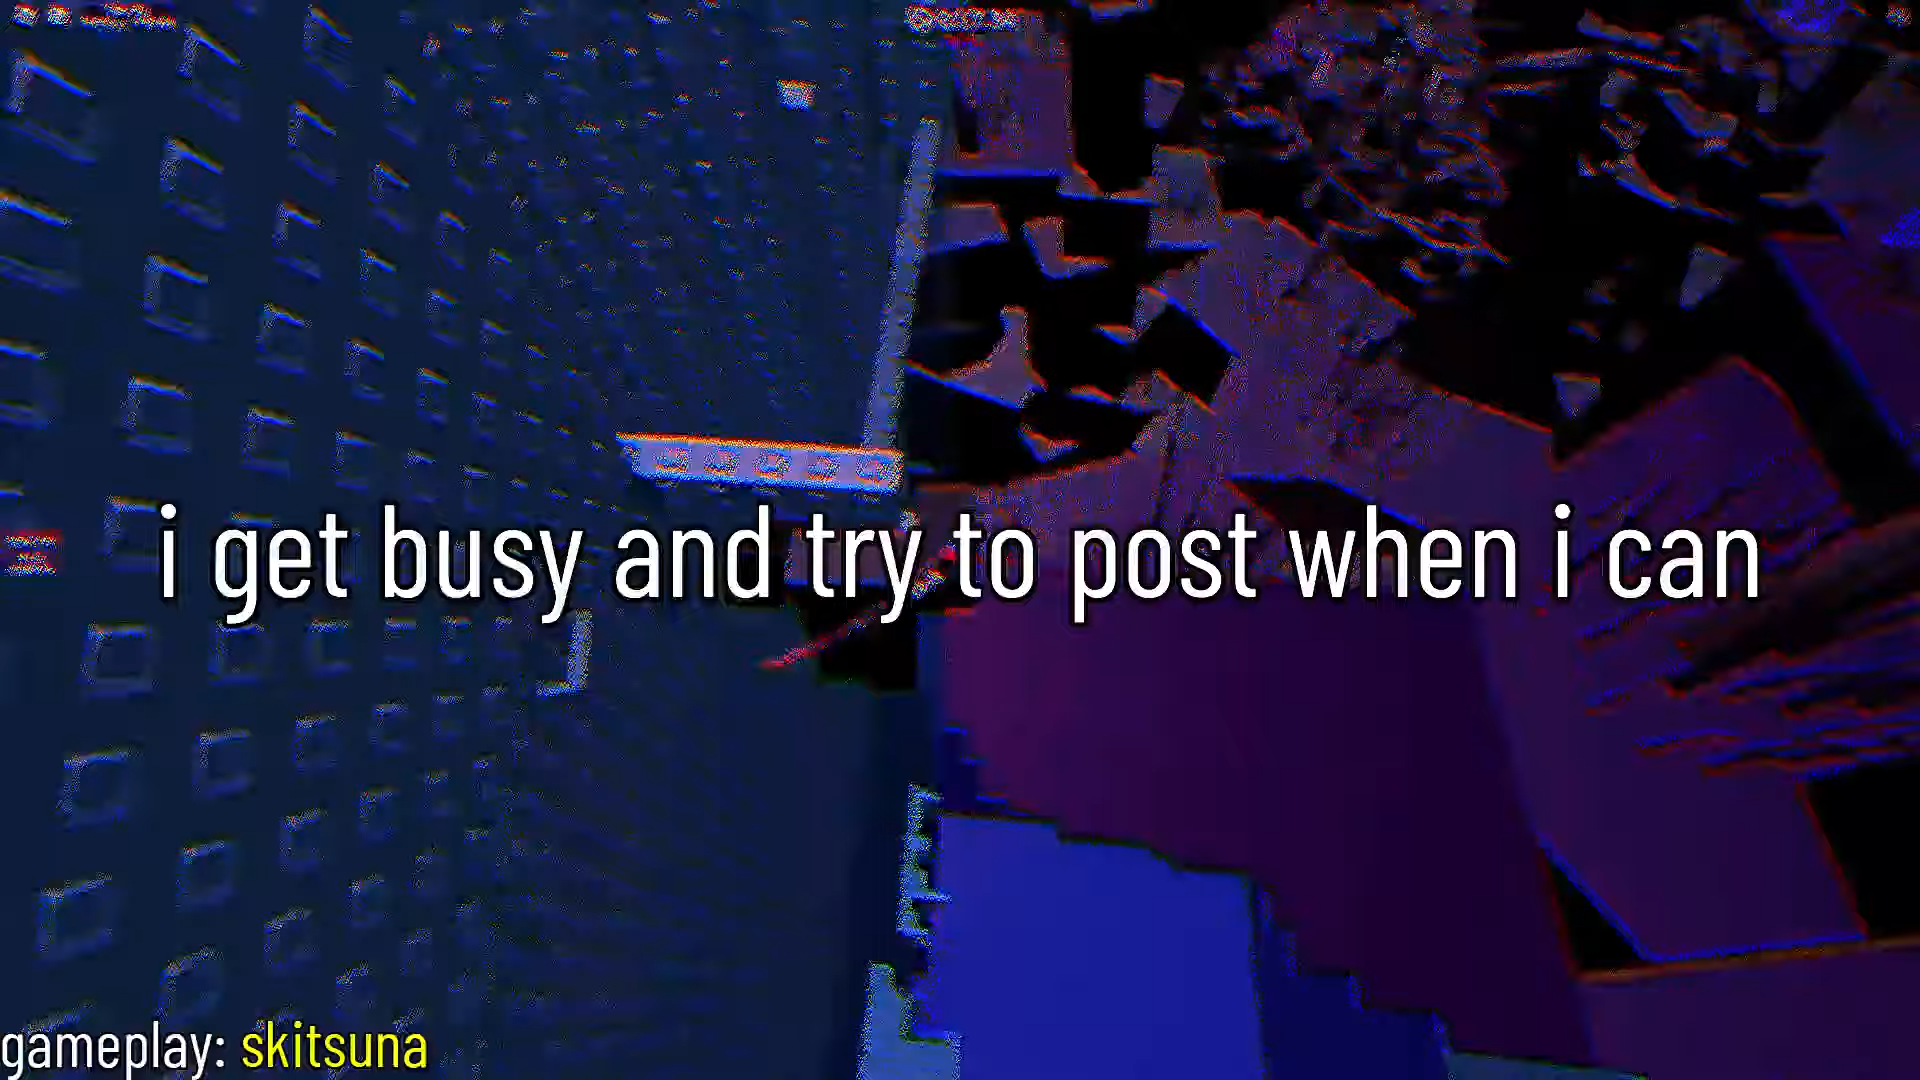 i get busy and try to post when i can
gameplay: skitsuna